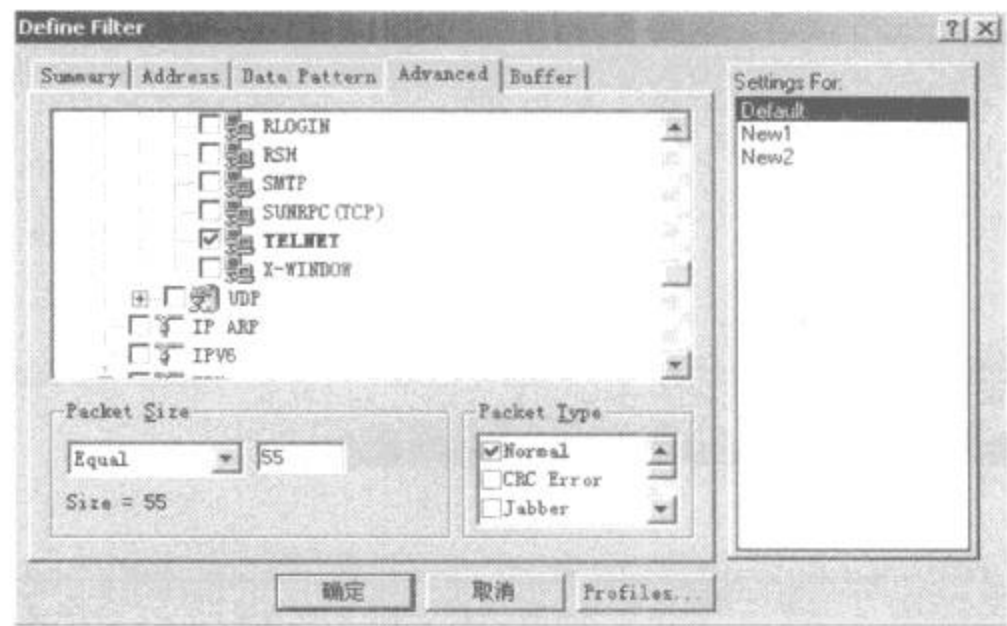 Define Filter
Summary
Address
Data Pattern
Advanced
Buffer
RLOGIN
RSH
SMTP
SUNRPC(TCP)
TELNET
X-WINDOW
UDP
IP ARP
IPV6
Packet Size
Equal
55
Size = 55
Packet Type
Normal
CRC Error
Jabber
Settings For:
Default
New1
New2
确定
取消
Profiles...